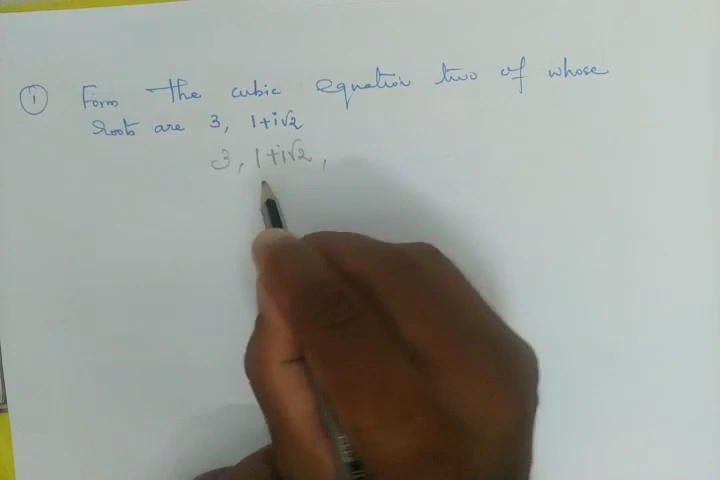 ① Form the cubic equation two of whose
roots are 3, 1+i√2
3, 1+i√2,